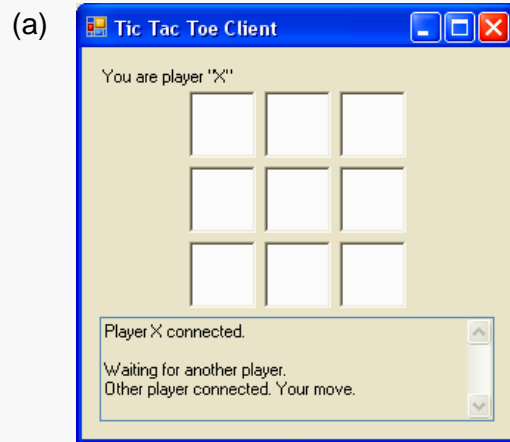 (a)
Tic Tac Toe Client
You are player "X"
Player X connected.
Waiting for another player.
Other player connected. Your move.